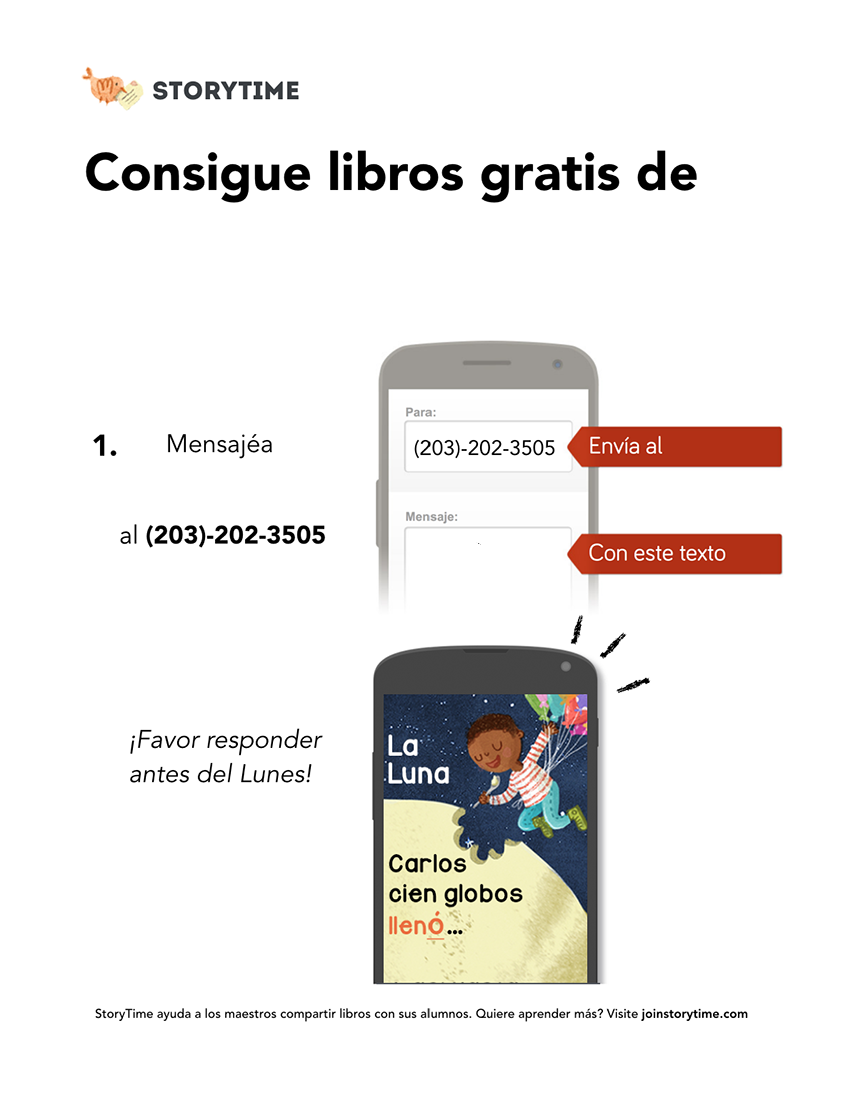 STORYTIME
Consigue libros gratis de
1. Mensajéa
al (203)-202-3505
Para:
(203)-202-3505
Envía al
Mensaje:
Con este texto
¡Favor responder
antes del Lunes!
La
Luna
Carlos
cien globos
llenó...
StoryTime ayuda a los maestros compartir libros con sus alumnos. Quiere aprender más? Visite joinstorytime.com